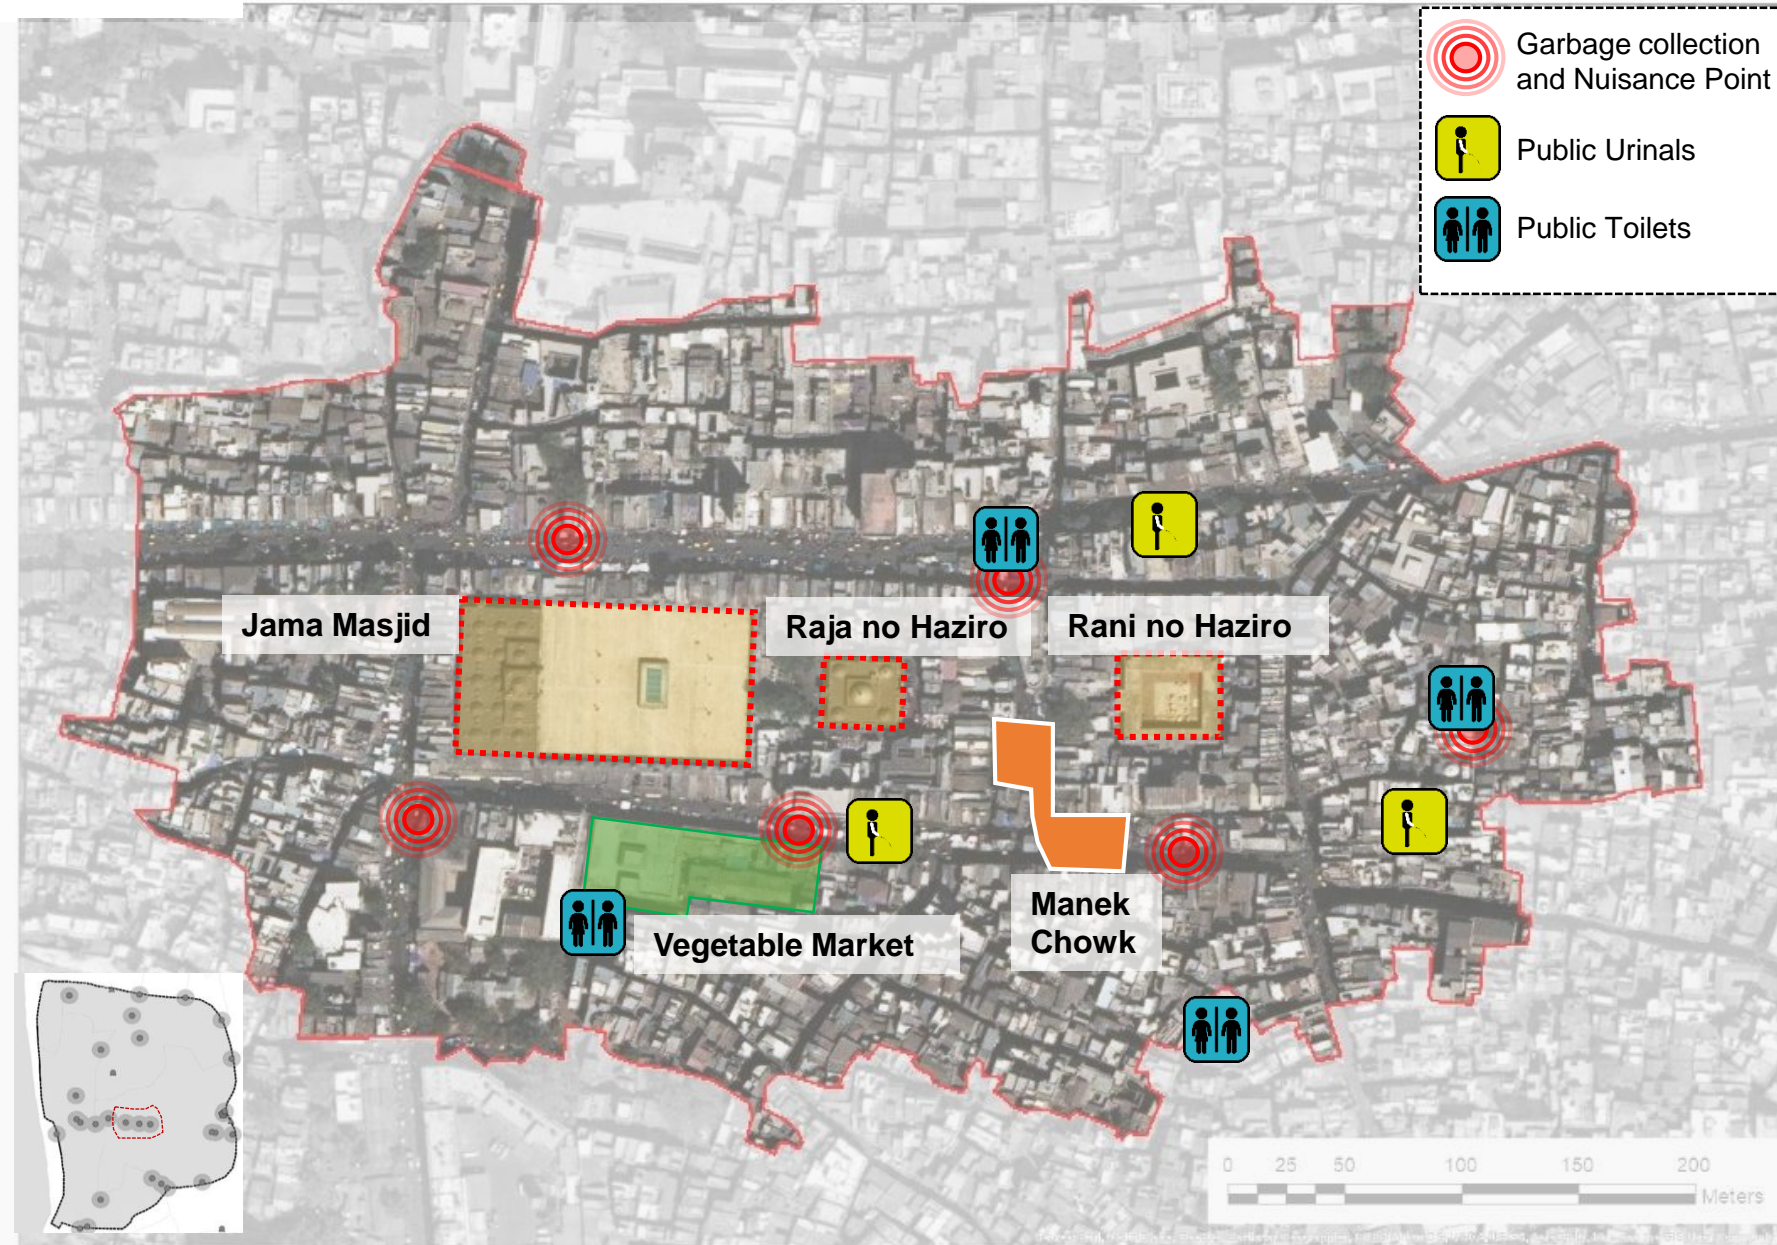 Garbage collection
and Nuisance Point
Public Urinals
Public Toilets
Jama Masjid
Raja no Haziro
Rani no Haziro
Manek
Chowk
Vegetable Market
0 25 50 100 150 200
Meters